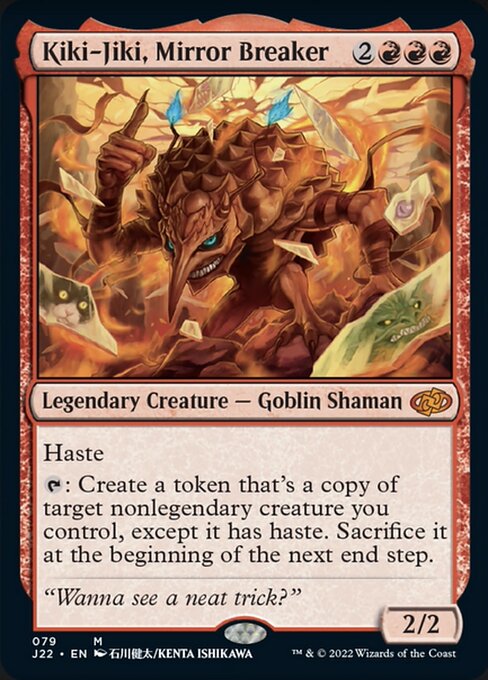 Kiki-Jiki, Mirror Breaker 2
Legendary Creature — Goblin Shaman
Haste
: Create a token that's a copy of
target nonlegendary creature you
control, except it has haste. Sacrifice it
at the beginning of the next end step.
“Wanna see a neat trick?”
2/2
079 M
J22 • EN 石川健太/KENTA ISHIKAWA
™ & © 2022 Wizards of the Coast